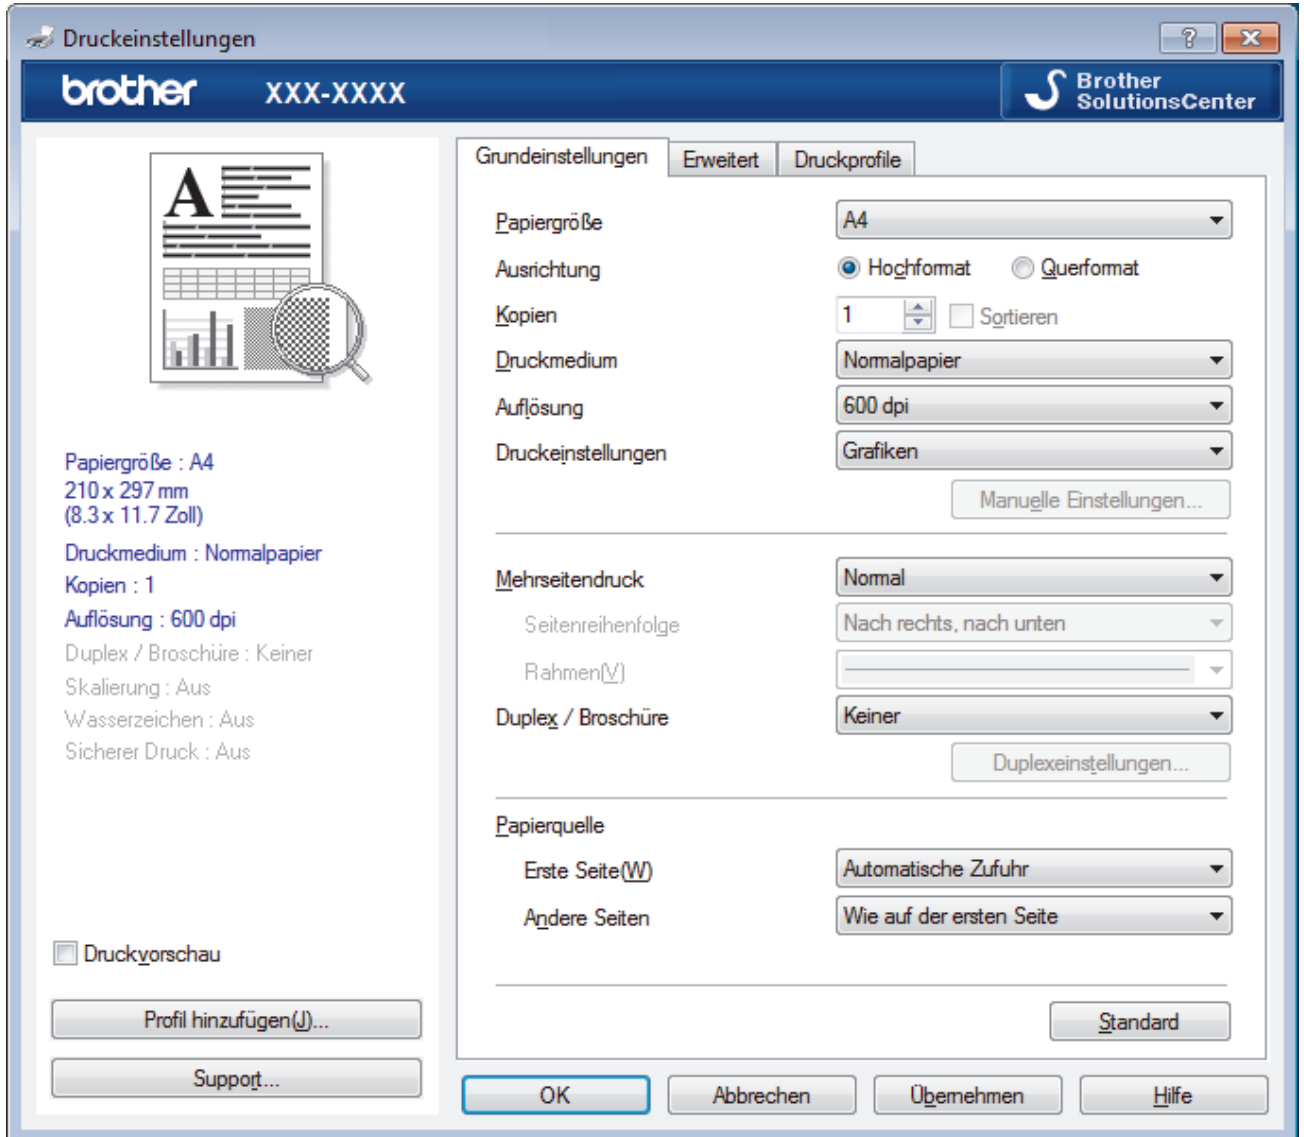 Druckeinstellungen
brother XXX-XXXX
Brother
SolutionsCenter
A
Papiergröße : A4
210 x 297 mm
(8.3 x 11.7 Zoll)
Druckmedium : Normalpapier
Kopien : 1
Auflösung : 600 dpi
Duplex / Broschüre : Keiner
Skalierung : Aus
Wasserzeichen : Aus
Sicherer Druck : Aus
Druckvorschau
Profil hinzufügen(J)...
Support...
Grundeinstellungen Erweitert Druckprofile
Papiergröße A4
Ausrichtung Hochformat Querformat
Kopien 1 Sortieren
Druckmedium Normalpapier
Auflösung 600 dpi
Druckeinstellungen Grafiken
Manuelle Einstellungen...
Mehrseitendruck Normal
Seitenreihenfolge Nach rechts, nach unten
Rahmen(V)
Duplex / Broschüre Keiner
Duplexeinstellungen...
Papierquelle
Erste Seite(W) Automatische Zufuhr
Andere Seiten Wie auf der ersten Seite
Standard
OK Abbrechen Übernehmen Hilfe